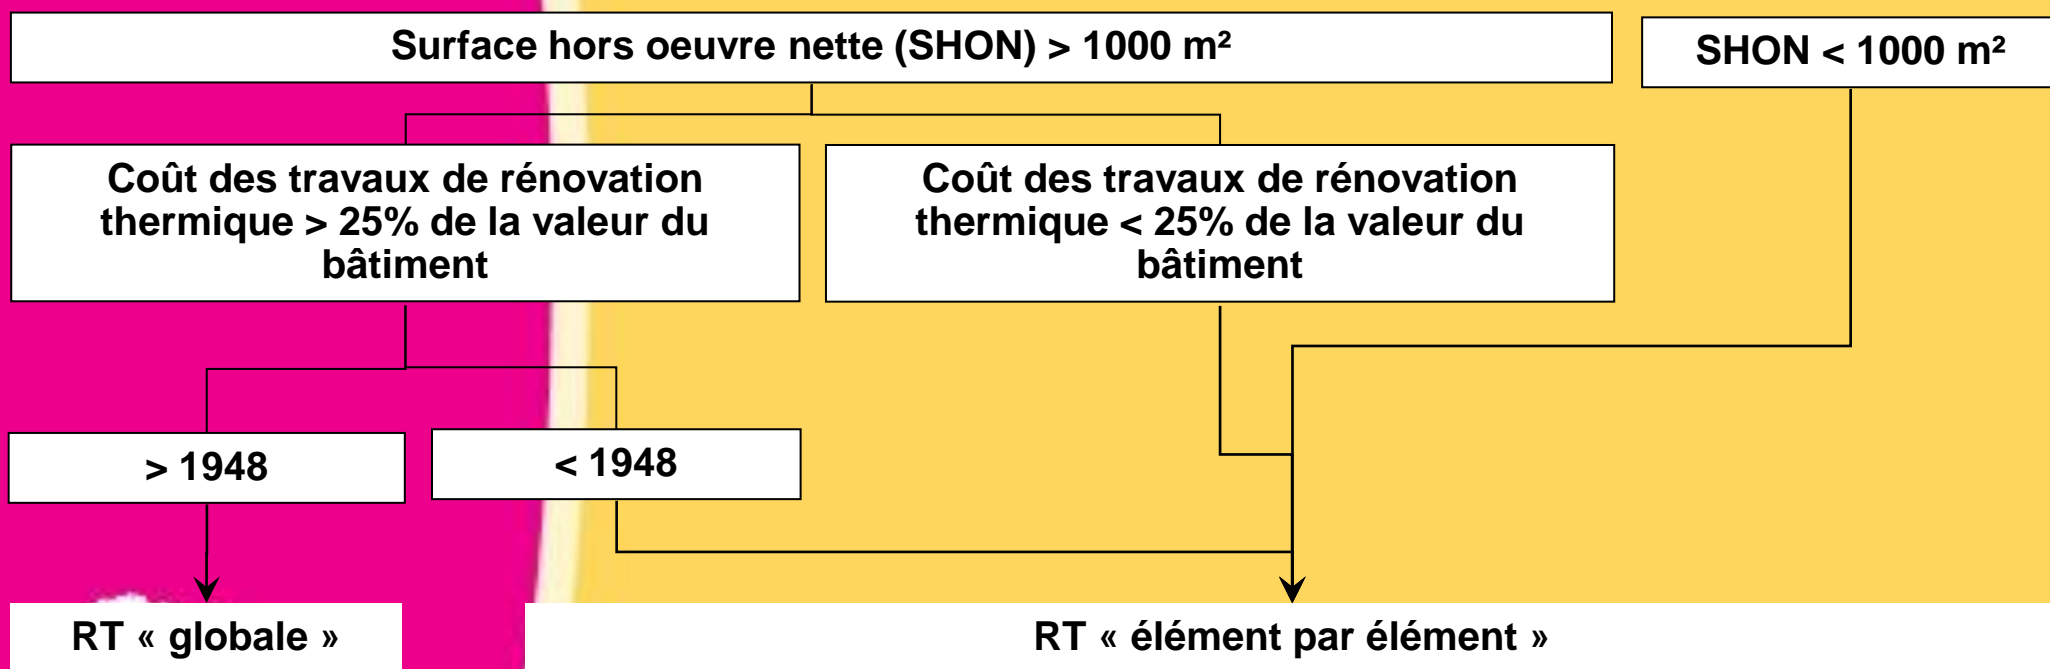 Surface hors oeuvre nette (SHON) > 1000 m²
SHON < 1000 m²
Coût des travaux de rénovation
thermique > 25% de la valeur du
bâtiment
Coût des travaux de rénovation
thermique < 25% de la valeur du
bâtiment
> 1948
< 1948
RT « globale »
RT « élément par élément »